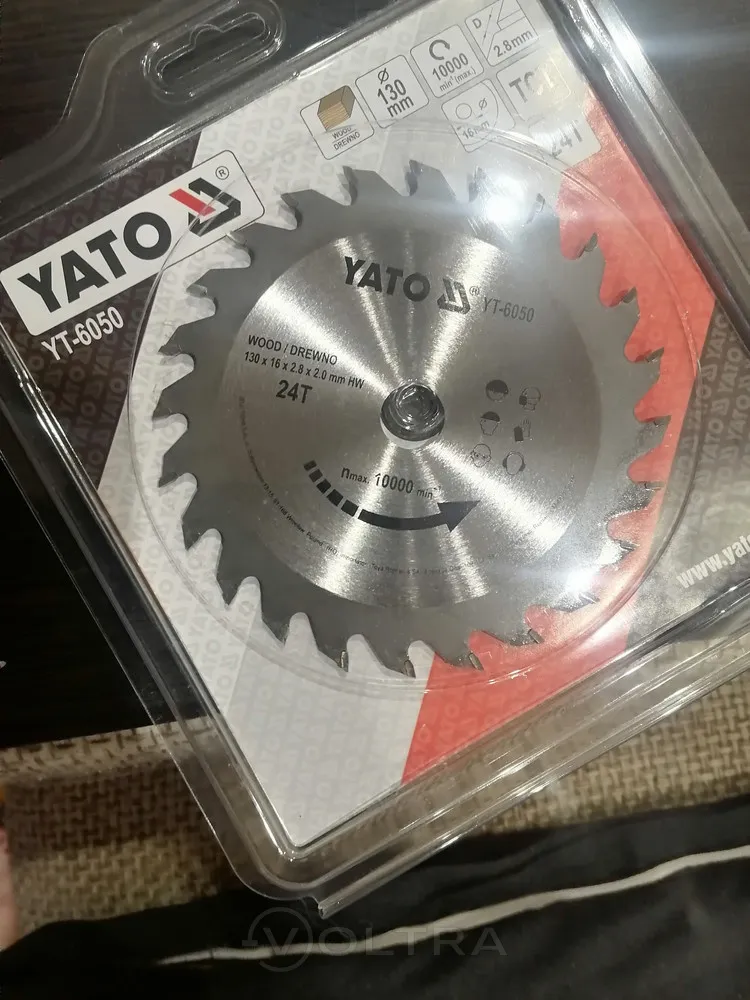 YATO ®
YT-6050
WOOD
DREWNO
Ø
130
mm
10000
min⁻¹(max)
D
2.8mm
Ø
16mm
24T
YATO ®
YT-6050
WOOD / DREWNO
130 x 16 x 2.8 x 2.0 mm HW
24T
nmax. 10000 min⁻¹
www.yato
VOLTRA